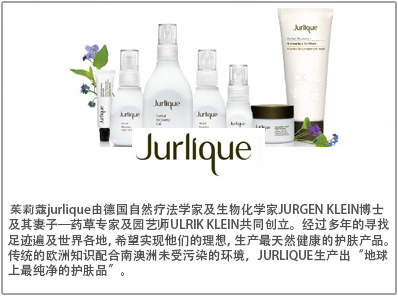 Jurlique
Jurlique
Jurlique
Jurlique
Jurlique
Jurlique
茱莉蔻jurlique由德国自然疗法学家及生物化学家JURGEN KLEIN博士
及其妻子—药草专家及园艺师ULRIK KLEIN共同创立。经过多年的寻找
足迹遍及世界各地，希望实现他们的理想，生产最天然健康的护肤产品。
传统的欧洲知识配合南澳洲未受污染的环境，JURLIQUE生产出“地球
上最纯净的护肤品”。